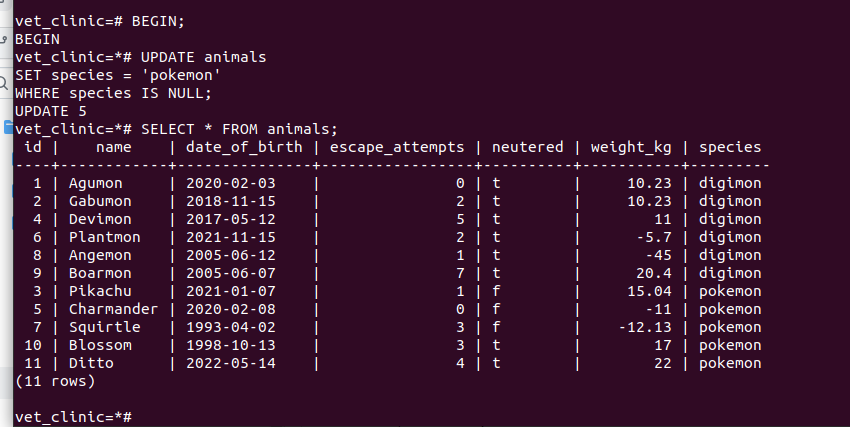 vet_clinic=# BEGIN;
BEGIN
vet_clinic=*# UPDATE animals
SET species = 'pokemon'
WHERE species IS NULL;
UPDATE 5
vet_clinic=*# SELECT * FROM animals;
 id |    name    | date_of_birth | escape_attempts | neutered | weight_kg | species
----+------------+---------------+-----------------+----------+-----------+---------
  1 | Agumon     | 2020-02-03    |               0 | t        |     10.23 | digimon
  2 | Gabumon    | 2018-11-15    |               2 | t        |     10.23 | digimon
  4 | Devimon    | 2017-05-12    |               5 | t        |        11 | digimon
  6 | Plantmon   | 2021-11-15    |               2 | t        |      -5.7 | digimon
  8 | Angemon    | 2005-06-12    |               1 | t        |       -45 | digimon
  9 | Boarmon    | 2005-06-07    |               7 | t        |      20.4 | digimon
  3 | Pikachu    | 2021-01-07    |               1 | f        |     15.04 | pokemon
  5 | Charmander | 2020-02-08    |               0 | f        |       -11 | pokemon
  7 | Squirtle   | 1993-04-02    |               3 | f        |    -12.13 | pokemon
 10 | Blossom    | 1998-10-13    |               3 | t        |        17 | pokemon
 11 | Ditto      | 2022-05-14    |               4 | t        |        22 | pokemon
(11 rows)

vet_clinic=*#